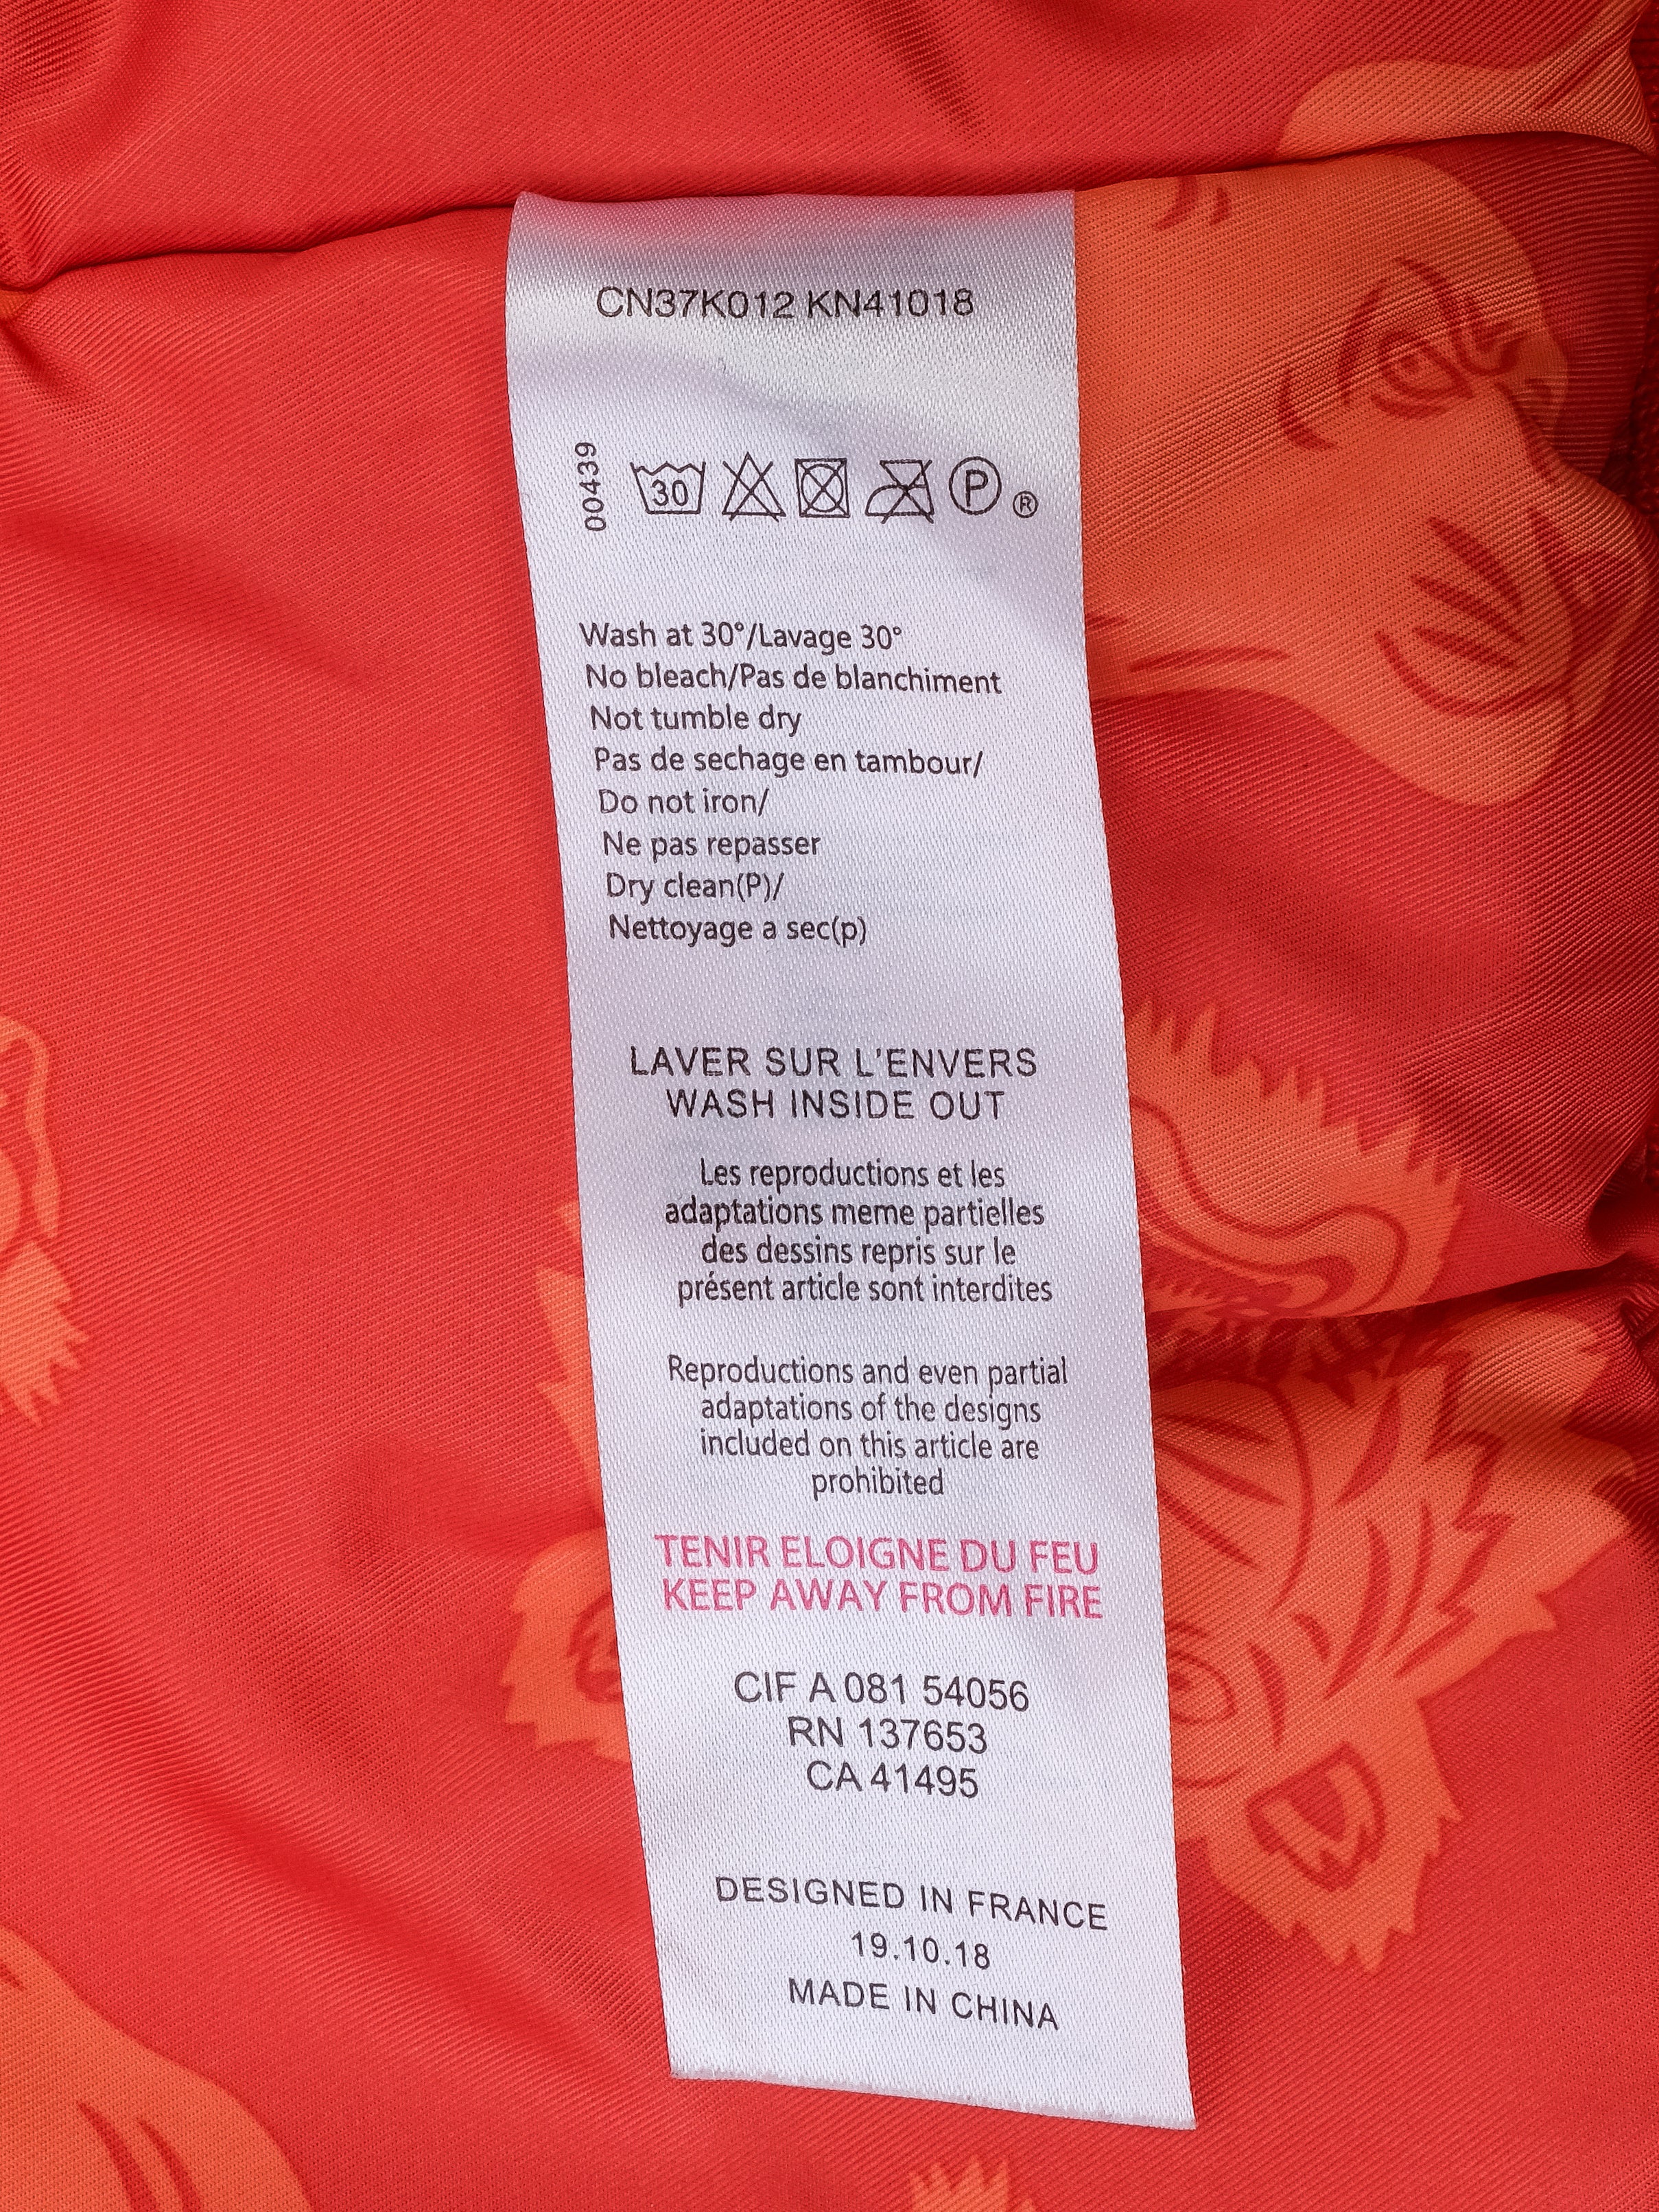 CN37K012 KN41018
00439
30 P ®
Wash at 30°/Lavage 30°
No bleach/Pas de blanchiment
Not tumble dry
Pas de sechage en tambour/
Do not iron/
Ne pas repasser
Dry clean(P)/
Nettoyage a sec(p)
LAVER SUR L'ENVERS
WASH INSIDE OUT
Les reproductions et les
adaptations meme partielles
des dessins repris sur le
présent article sont interdites
Reproductions and even partial
adaptations of the designs
included on this article are
prohibited
TENIR ELOIGNE DU FEU
KEEP AWAY FROM FIRE
CIF A 081 54056
RN 137653
CA 41495
DESIGNED IN FRANCE
19.10.18
MADE IN CHINA